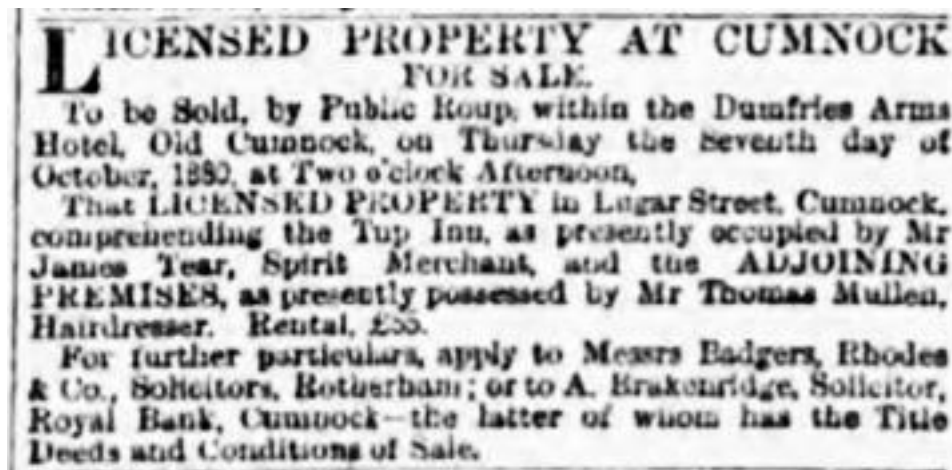 LICENSED PROPERTY AT CUMNOCK
FOR SALE.
To be Sold, by Public Roup, within the Dumfries Arms
Hotel, Old Cumnock, on Thursday the Seventh day of
October, 1880, at Two o'clock Afternoon,
That LICENSED PROPERTY in Lugar Street, Cumnock,
comprehending the Tup Inn, as presently occupied by Mr
James Tear, Spirit Merchant, and the ADJOINING
PREMISES, as presently possessed by Mr Thomas Mullen,
Hairdresser. Rental, £55.
For further particulars, apply to Messrs Badgers, Rhodes
& Co., Solicitors, Rotherham; or to A. Brakenridge, Solicitor,
Royal Bank, Cumnock—the latter of whom has the Title
Deeds and Conditions of Sale.